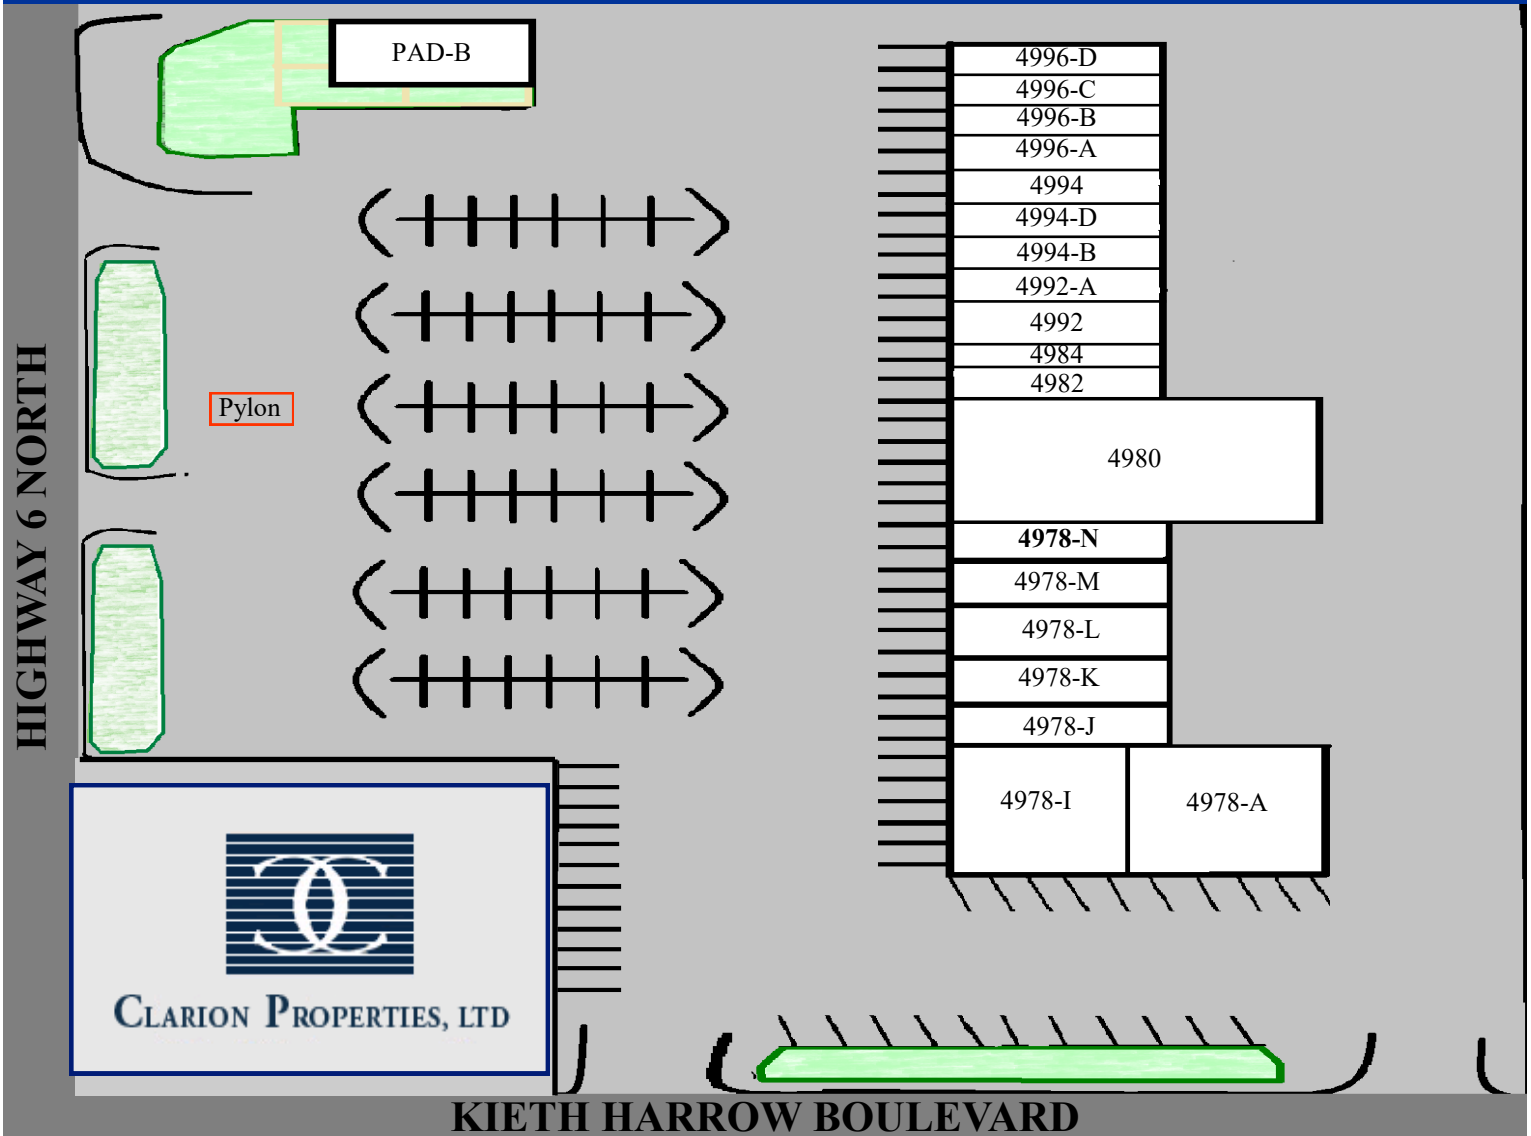 PAD-B
4996-D
4996-C
4996-B
4996-A
4994
4994-D
4994-B
4992-A
4992
4984
4982
Pylon
4980
HIGHWAY 6 NORTH
4978-N
4978-M
4978-L
4978-K
4978-J
4978-I
4978-A
CLARION PROPERTIES, LTD
KIETH HARROW BOULEVARD